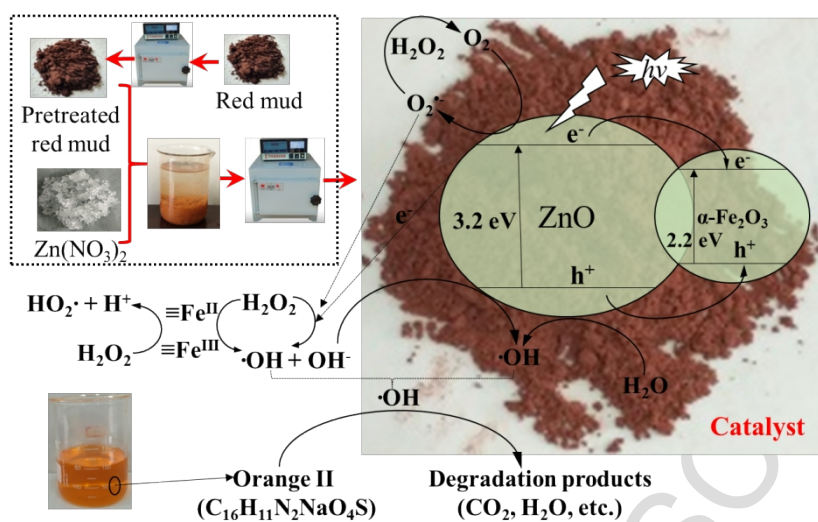 Pretreated
red mud
Red mud
Zn(NO₃)₂
H₂O₂
O₂
O₂·⁻
hν
e⁻
e⁻
e⁻
3.2 eV
ZnO
α-Fe₂O₃
2.2 eV
h⁺
h⁺
HO₂· + H⁺
≡Feᴵᴵ
H₂O₂
H₂O₂
≡Feᴵᴵᴵ
·OH + OH⁻
·OH
H₂O
·OH
Catalyst
Orange II
(C₁₆H₁₁N₂NaO₄S)
Degradation products
(CO₂, H₂O, etc.)